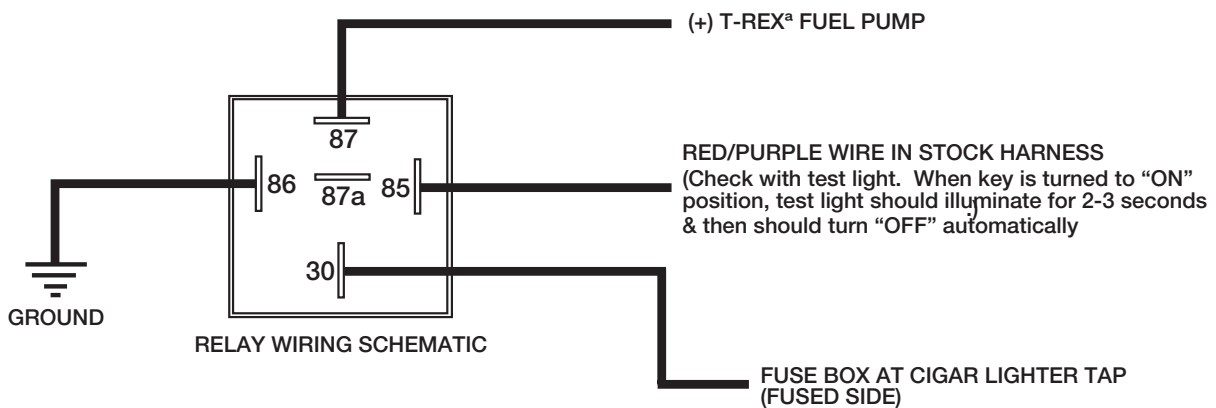 (+) T-REXª FUEL PUMP
87
RED/PURPLE WIRE IN STOCK HARNESS
(Check with test light. When key is turned to “ON”
position, test light should illuminate for 2-3 seconds
& then should turn “OFF” automatically
.)
86
87a
85
30
GROUND
RELAY WIRING SCHEMATIC
FUSE BOX AT CIGAR LIGHTER TAP
(FUSED SIDE)